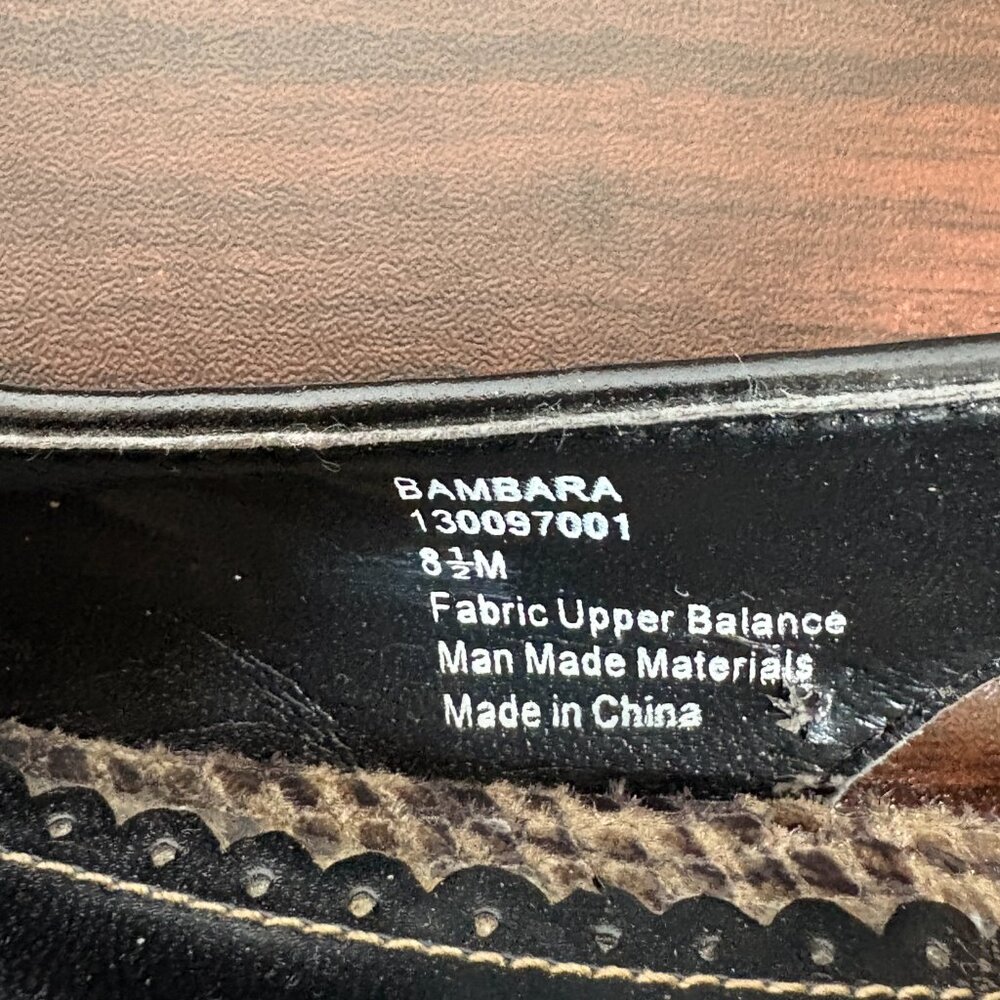 BAMBARA
130097001
8½M
Fabric Upper Balance
Man Made Materials
Made in China